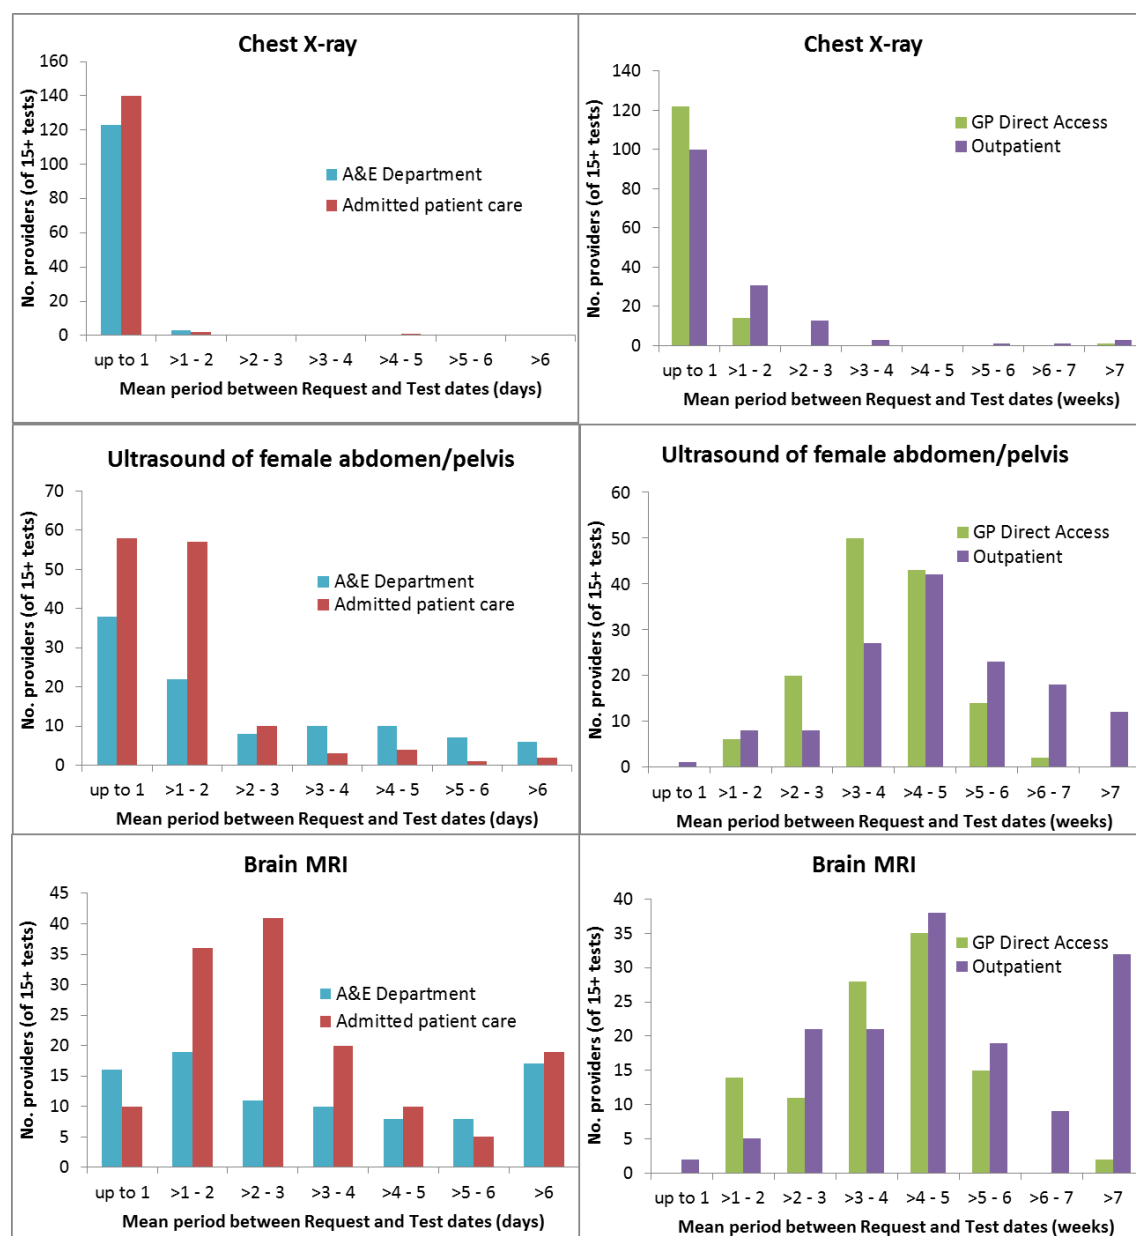 Chest X-ray
No. providers (of 15+ tests)
160
140
120
100
80
60
40
20
0
A&E Department
Admitted patient care
up to 1 >1 - 2 >2 - 3 >3 - 4 >4 - 5 >5 - 6 >6
Mean period between Request and Test dates (days)
Chest X-ray
No. providers (of 15+ tests)
140
120
100
80
60
40
20
0
GP Direct Access
Outpatient
up to 1 >1 - 2 >2 - 3 >3 - 4 >4 - 5 >5 - 6 >6 - 7 >7
Mean period between Request and Test dates (weeks)
Ultrasound of female abdomen/pelvis
No. providers (of 15+ tests)
70
60
50
40
30
20
10
0
A&E Department
Admitted patient care
up to 1 >1 - 2 >2 - 3 >3 - 4 >4 - 5 >5 - 6 >6
Mean period between Request and Test dates (days)
Ultrasound of female abdomen/pelvis
No. providers (of 15+ tests)
60
50
40
30
20
10
0
GP Direct Access
Outpatient
up to 1 >1 - 2 >2 - 3 >3 - 4 >4 - 5 >5 - 6 >6 - 7 >7
Mean period between Request and Test dates (weeks)
Brain MRI
No. providers (of 15+ tests)
45
40
35
30
25
20
15
10
5
0
A&E Department
Admitted patient care
up to 1 >1 - 2 >2 - 3 >3 - 4 >4 - 5 >5 - 6 >6
Mean period between Request and Test dates (days)
Brain MRI
No. providers (of 15+ tests)
40
35
30
25
20
15
10
5
0
GP Direct Access
Outpatient
up to 1 >1 - 2 >2 - 3 >3 - 4 >4 - 5 >5 - 6 >6 - 7 >7
Mean period between Request and Test dates (weeks)